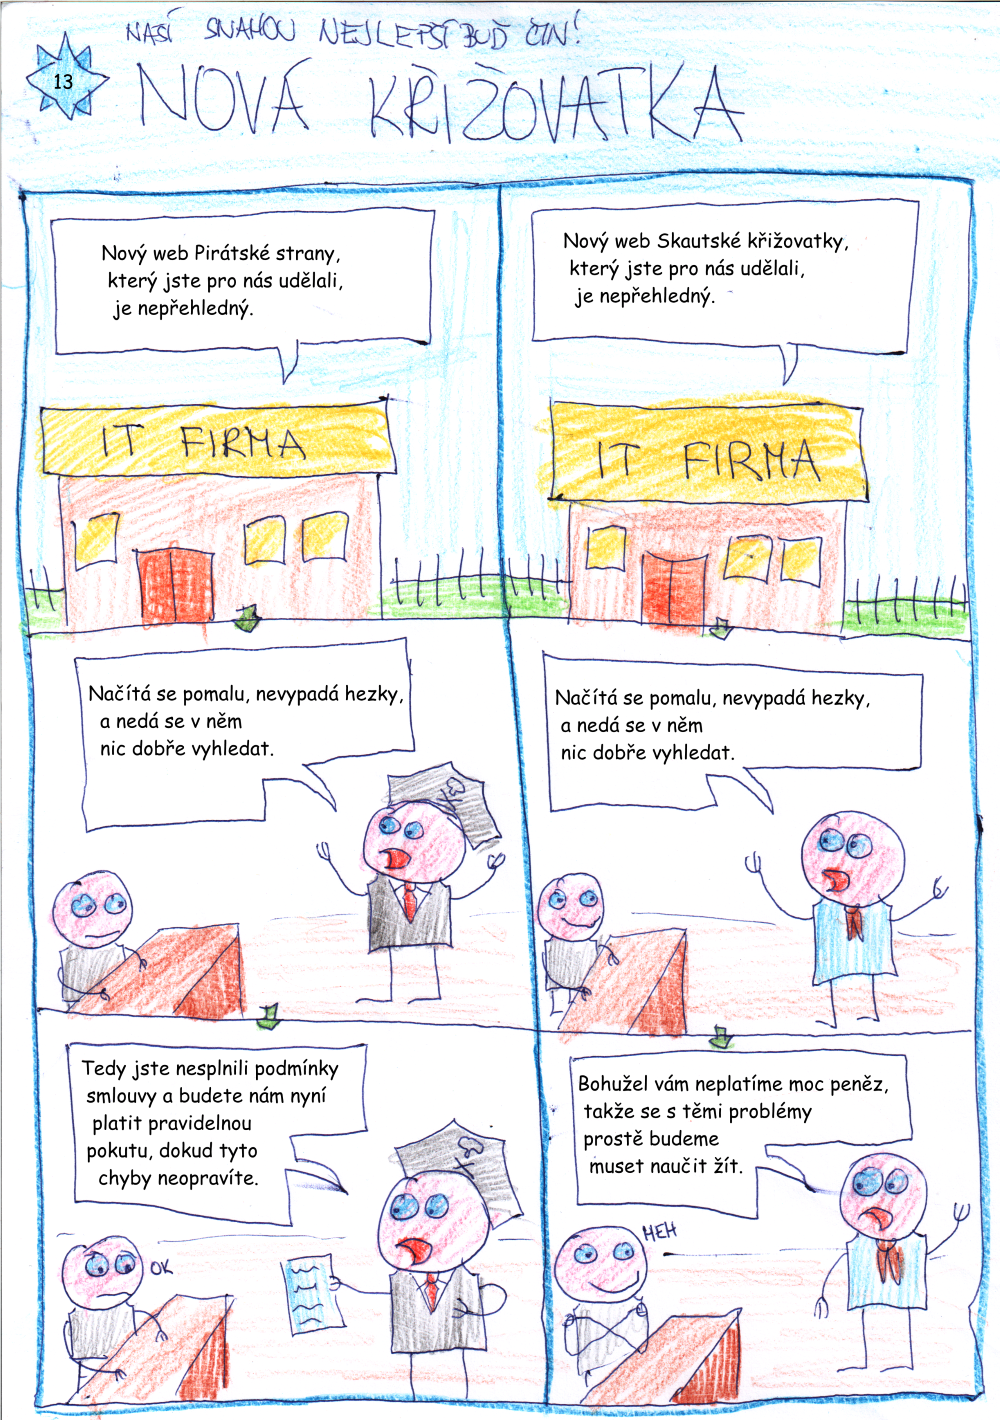 NAŠÍ SNAHOU NEJLEPŠÍ BUĎ ČIN!
13
NOVÁ KŘIŽOVATKA
Nový web Pirátské strany,
který jste pro nás udělali,
je nepřehledný.
IT FIRMA
Nový web Skautské křižovatky,
který jste pro nás udělali,
je nepřehledný.
IT FIRMA
Načítá se pomalu, nevypadá hezky,
a nedá se v něm
nic dobře vyhledat.
Načítá se pomalu, nevypadá hezky,
a nedá se v něm
nic dobře vyhledat.
Tedy jste nesplnili podmínky
smlouvy a budete nám nyní
platit pravidelnou
pokutu, dokud tyto
chyby neopravíte.
OK
Bohužel vám neplatíme moc peněz,
takže se s těmi problémy
prostě budeme
muset naučit žít.
MEH